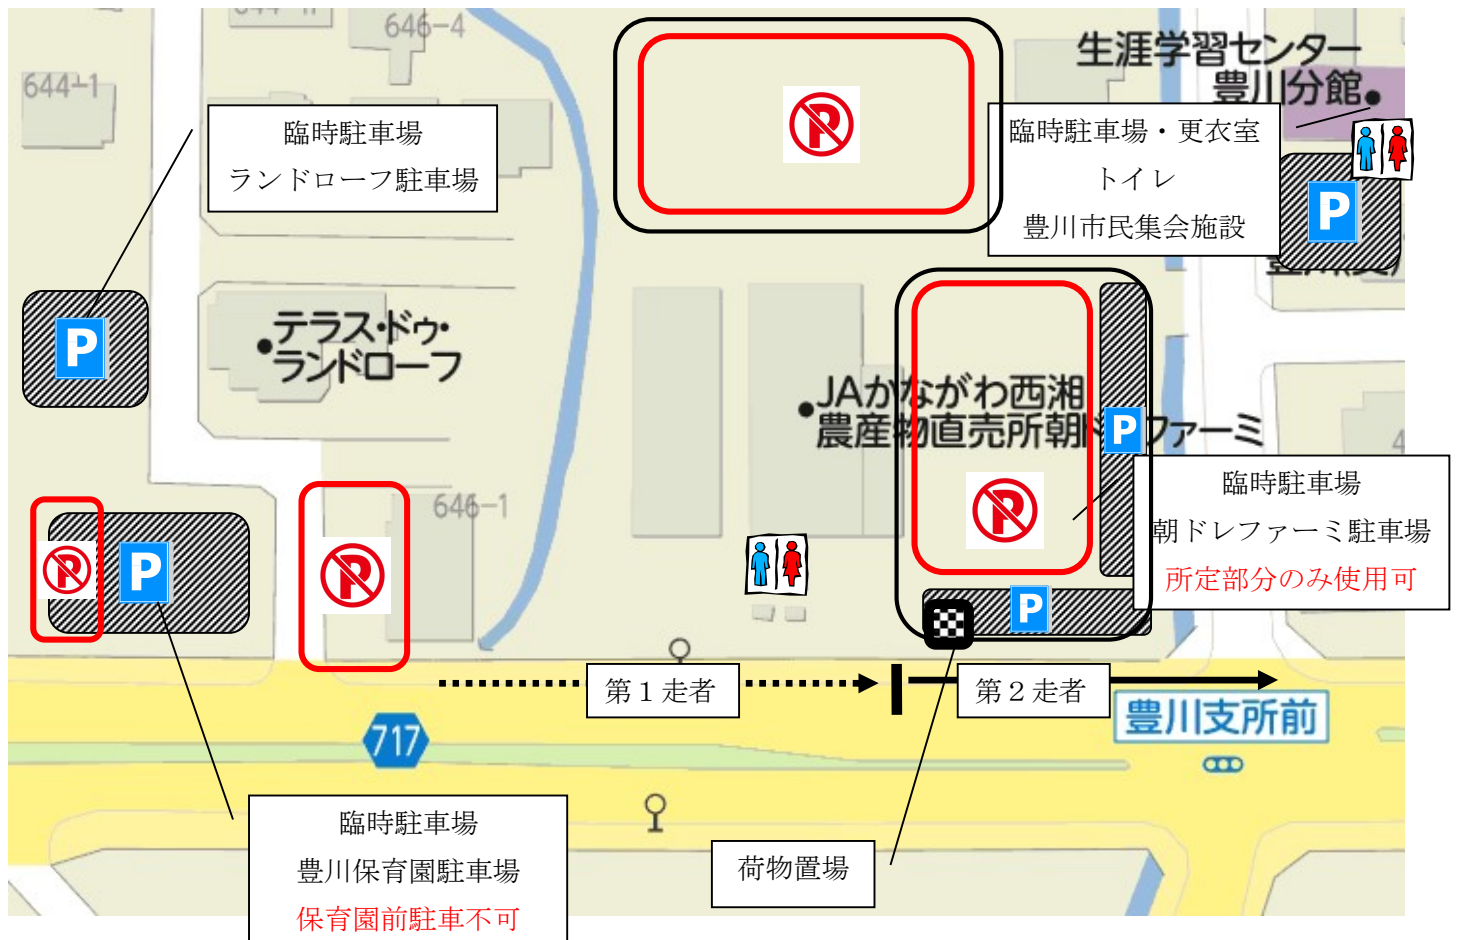 646-4
644-1
生涯学習センター
豊川分館
臨時駐車場
ランドローフ駐車場
臨時駐車場・更衣室
トイレ
豊川市民集会施設
P
P
テラス・ドゥ・
ランドローフ
JAかながわ西湘
農産物直売所朝ドレファーミ
P
臨時駐車場
朝ドレファーミ駐車場
所定部分のみ使用可
646-1
P
P
第1走者
第2走者
717
豊川支所前
臨時駐車場
豊川保育園駐車場
保育園前駐車不可
荷物置場